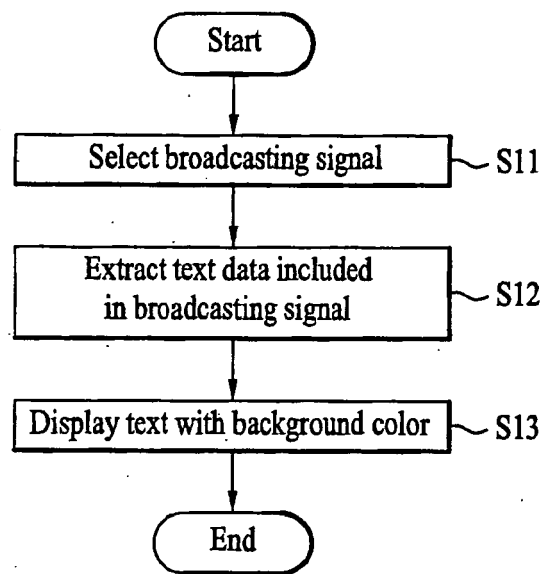 Start
Select broadcasting signal
S11
Extract text data included
in broadcasting signal
S12
Display text with background color
S13
End